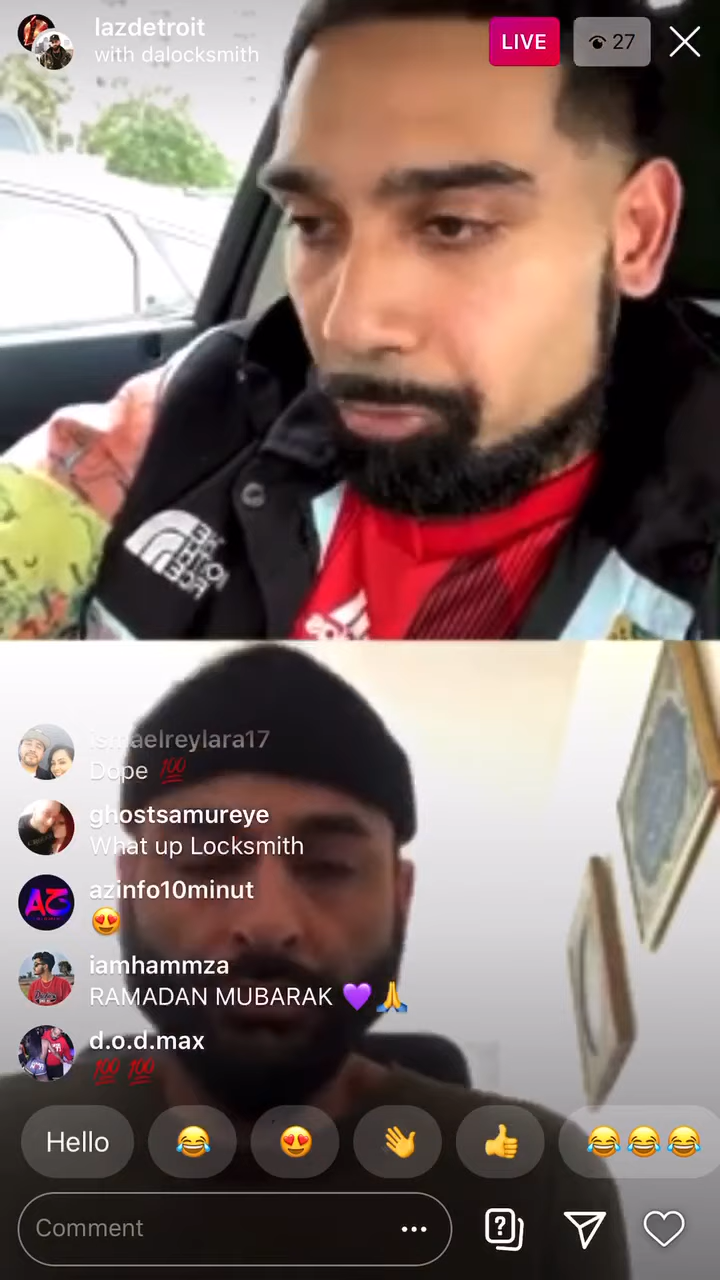 lazdetroit
with dalocksmith
LIVE
27
THE
NORTH
FACE
ismaelreylara17
Dope 💯
ghostsamureye
What up Locksmith
azinfo10minut
😍
iamhammza
RAMADAN MUBARAK 💜🙏
d.o.d.max
💯💯
Hello
😂
😍
👋
👍
😂😂😂
Comment